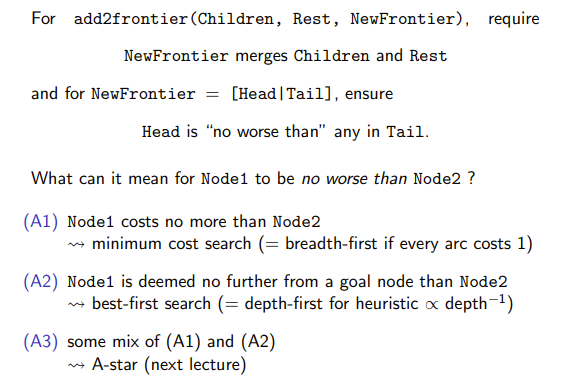 For add2frontier(Children, Rest, NewFrontier), require
NewFrontier merges Children and Rest
and for NewFrontier = [Head|Tail], ensure
Head is “no worse than” any in Tail.
What can it mean for Node1 to be no worse than Node2 ?
(A1) Node1 costs no more than Node2
⇝ minimum cost search (= breadth-first if every arc costs 1)
(A2) Node1 is deemed no further from a goal node than Node2
⇝ best-first search (= depth-first for heuristic ∝ depth⁻¹)
(A3) some mix of (A1) and (A2)
⇝ A-star (next lecture)